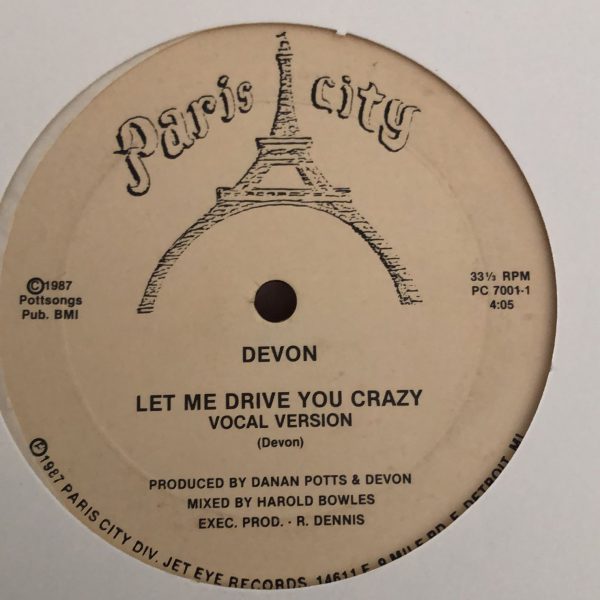 Paris city
©1987
Pottsongs
Pub. BMI
33⅓ RPM
PC 7001-1
4:05
DEVON
LET ME DRIVE YOU CRAZY
VOCAL VERSION
(Devon)
PRODUCED BY DANAN POTTS & DEVON
MIXED BY HAROLD BOWLES
EXEC. PROD. · R. DENNIS
℗1987 PARIS CITY DIV. JET EYE RECORDS 14611 E. 8 MILE RD. E. DETROIT, MI.